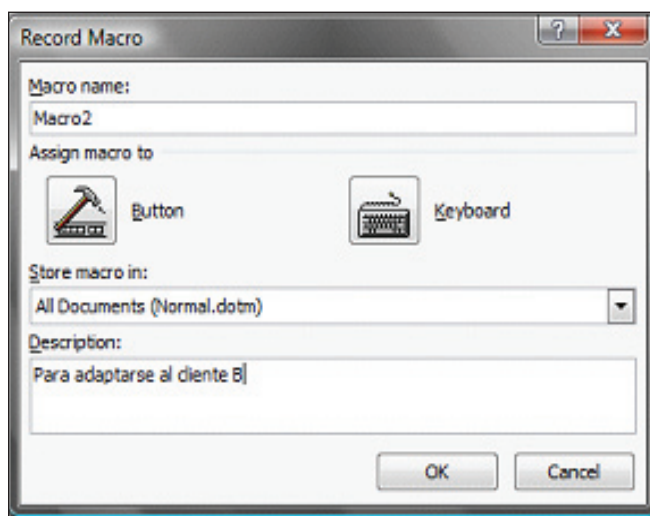 Record Macro
Macro name:
Macro2
Assign macro to
Button
Keyboard
Store macro in:
All Documents (Normal.dotm)
Description:
Para adaptarse al cliente B
OK
Cancel